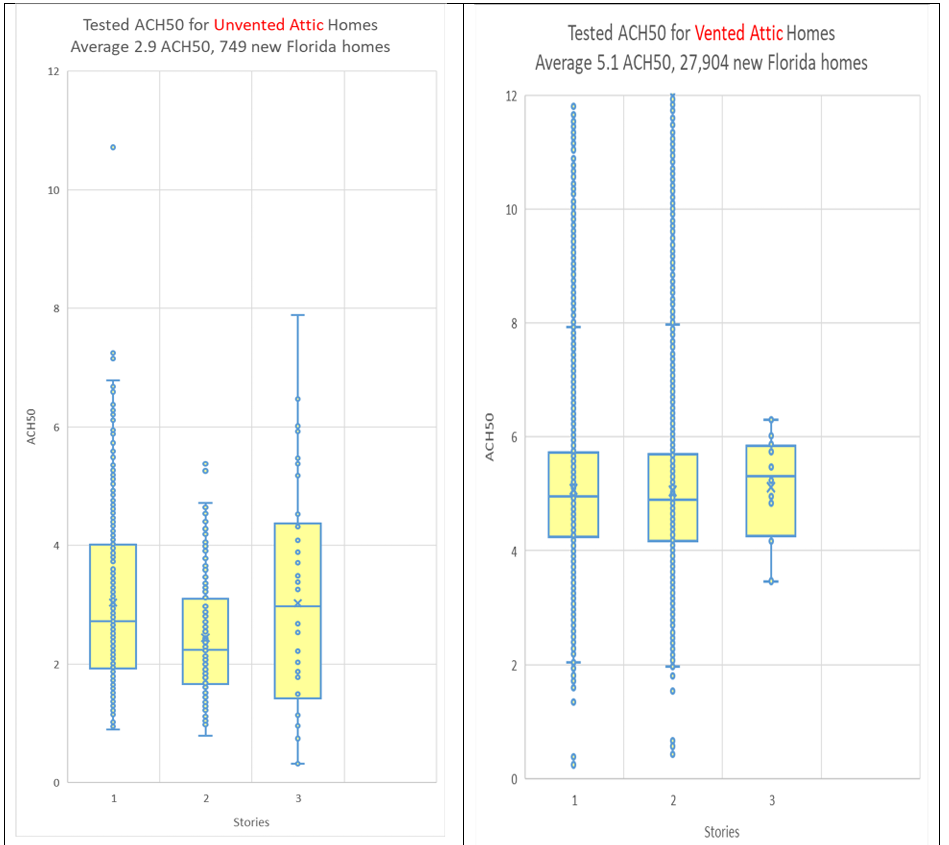 Tested ACH50 for Unvented Attic Homes
Average 2.9 ACH50, 749 new Florida homes
12
10
8
6
4
2
0
ACH50
1 2 3
Stories
Tested ACH50 for Vented Attic Homes
Average 5.1 ACH50, 27,904 new Florida homes
12
10
8
6
4
2
0
ACH50
1 2 3
Stories